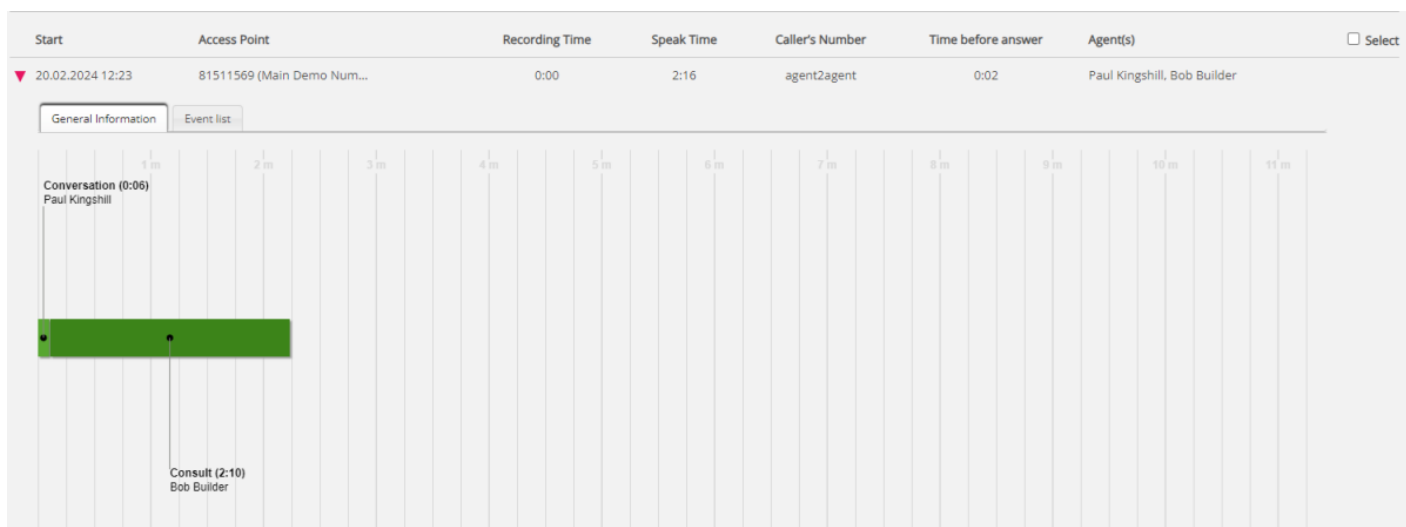 Start Access Point Recording Time Speak Time Caller's Number Time before answer Agent(s) Select
20.02.2024 12:23 81511569 (Main Demo Num... 0:00 2:16 agent2agent 0:02 Paul Kingshill, Bob Builder
General Information Event list
1 m 2 m 3 m 4 m 5 m 6 m 7 m 8 m 9 m 10 m 11 m
Conversation (0:06)
Paul Kingshill
Consult (2:10)
Bob Builder